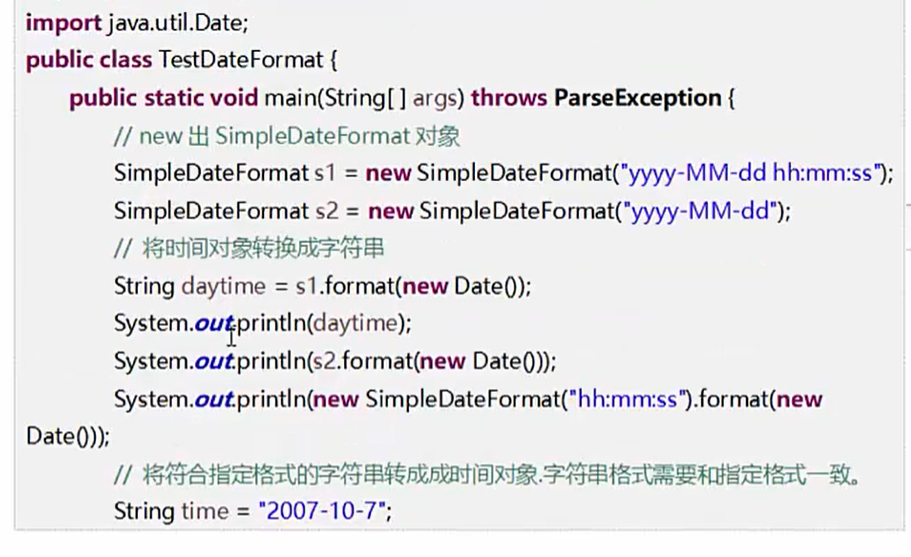 import java.util.Date;
public class TestDateFormat {
public static void main(String[ ] args) throws ParseException {
// new 出 SimpleDateFormat 对象
SimpleDateFormat s1 = new SimpleDateFormat("yyyy-MM-dd hh:mm:ss");
SimpleDateFormat s2 = new SimpleDateFormat("yyyy-MM-dd");
// 将时间对象转换成字符串
String daytime = s1.format(new Date());
System.out.println(daytime);
System.out.println(s2.format(new Date()));
System.out.println(new SimpleDateFormat("hh:mm:ss").format(new
Date()));
// 将符合指定格式的字符串转成成时间对象.字符串格式需要和指定格式一致。
String time = "2007-10-7";